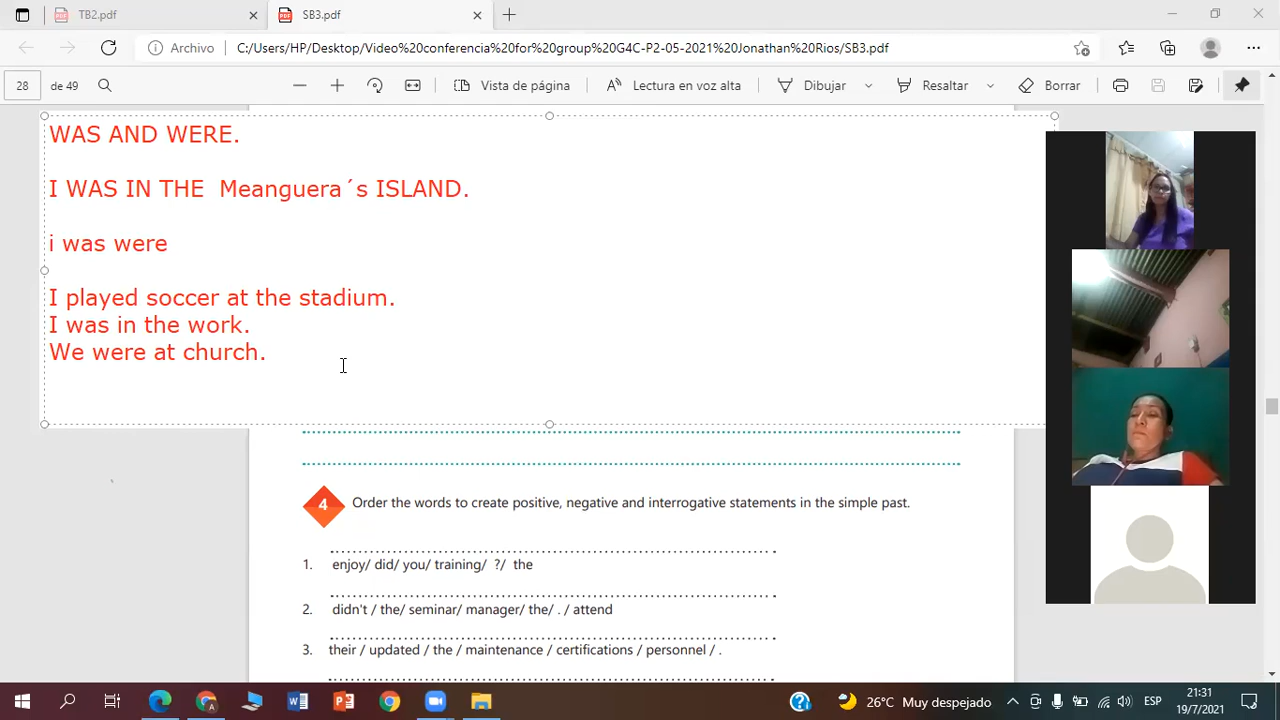 TB2.pdf
SB3.pdf
Archivo
C:/Users/HP/Desktop/Video%20conferencia%20for%20group%20G4C-P2-05-2021%20Jonathan%20Rios/SB3.pdf
28 de 49
Vista de página
Lectura en voz alta
Dibujar
Resaltar
Borrar
WAS AND WERE.
I WAS IN THE  Meanguera´s ISLAND.
i was were
I played soccer at the stadium.
I was in the work.
We were at church.
4 Order the words to create positive, negative and interrogative statements in the simple past.
1. enjoy/ did/ you/ training/ ?/ the
2. didn't / the/ seminar/ manager/ the/ . / attend
3. their / updated / the / maintenance / certifications / personnel / .
26°C Muy despejado
ESP
21:31
19/7/2021